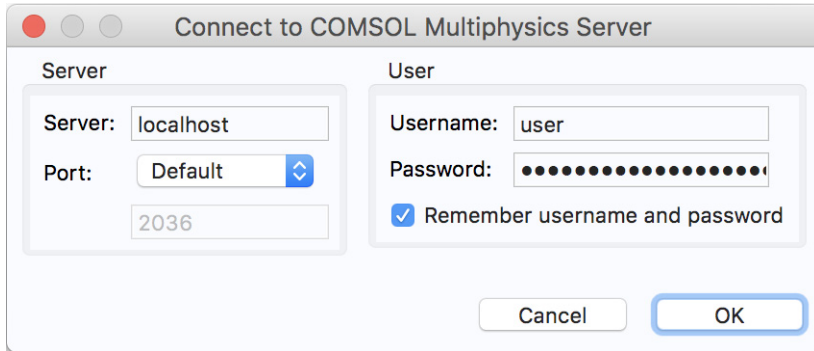 Connect to COMSOL Multiphysics Server
Server
User
Server: localhost
Username: user
Port: Default
Password: ●●●●●●●●●●●●●●●●●●●
2036
Remember username and password
Cancel
OK